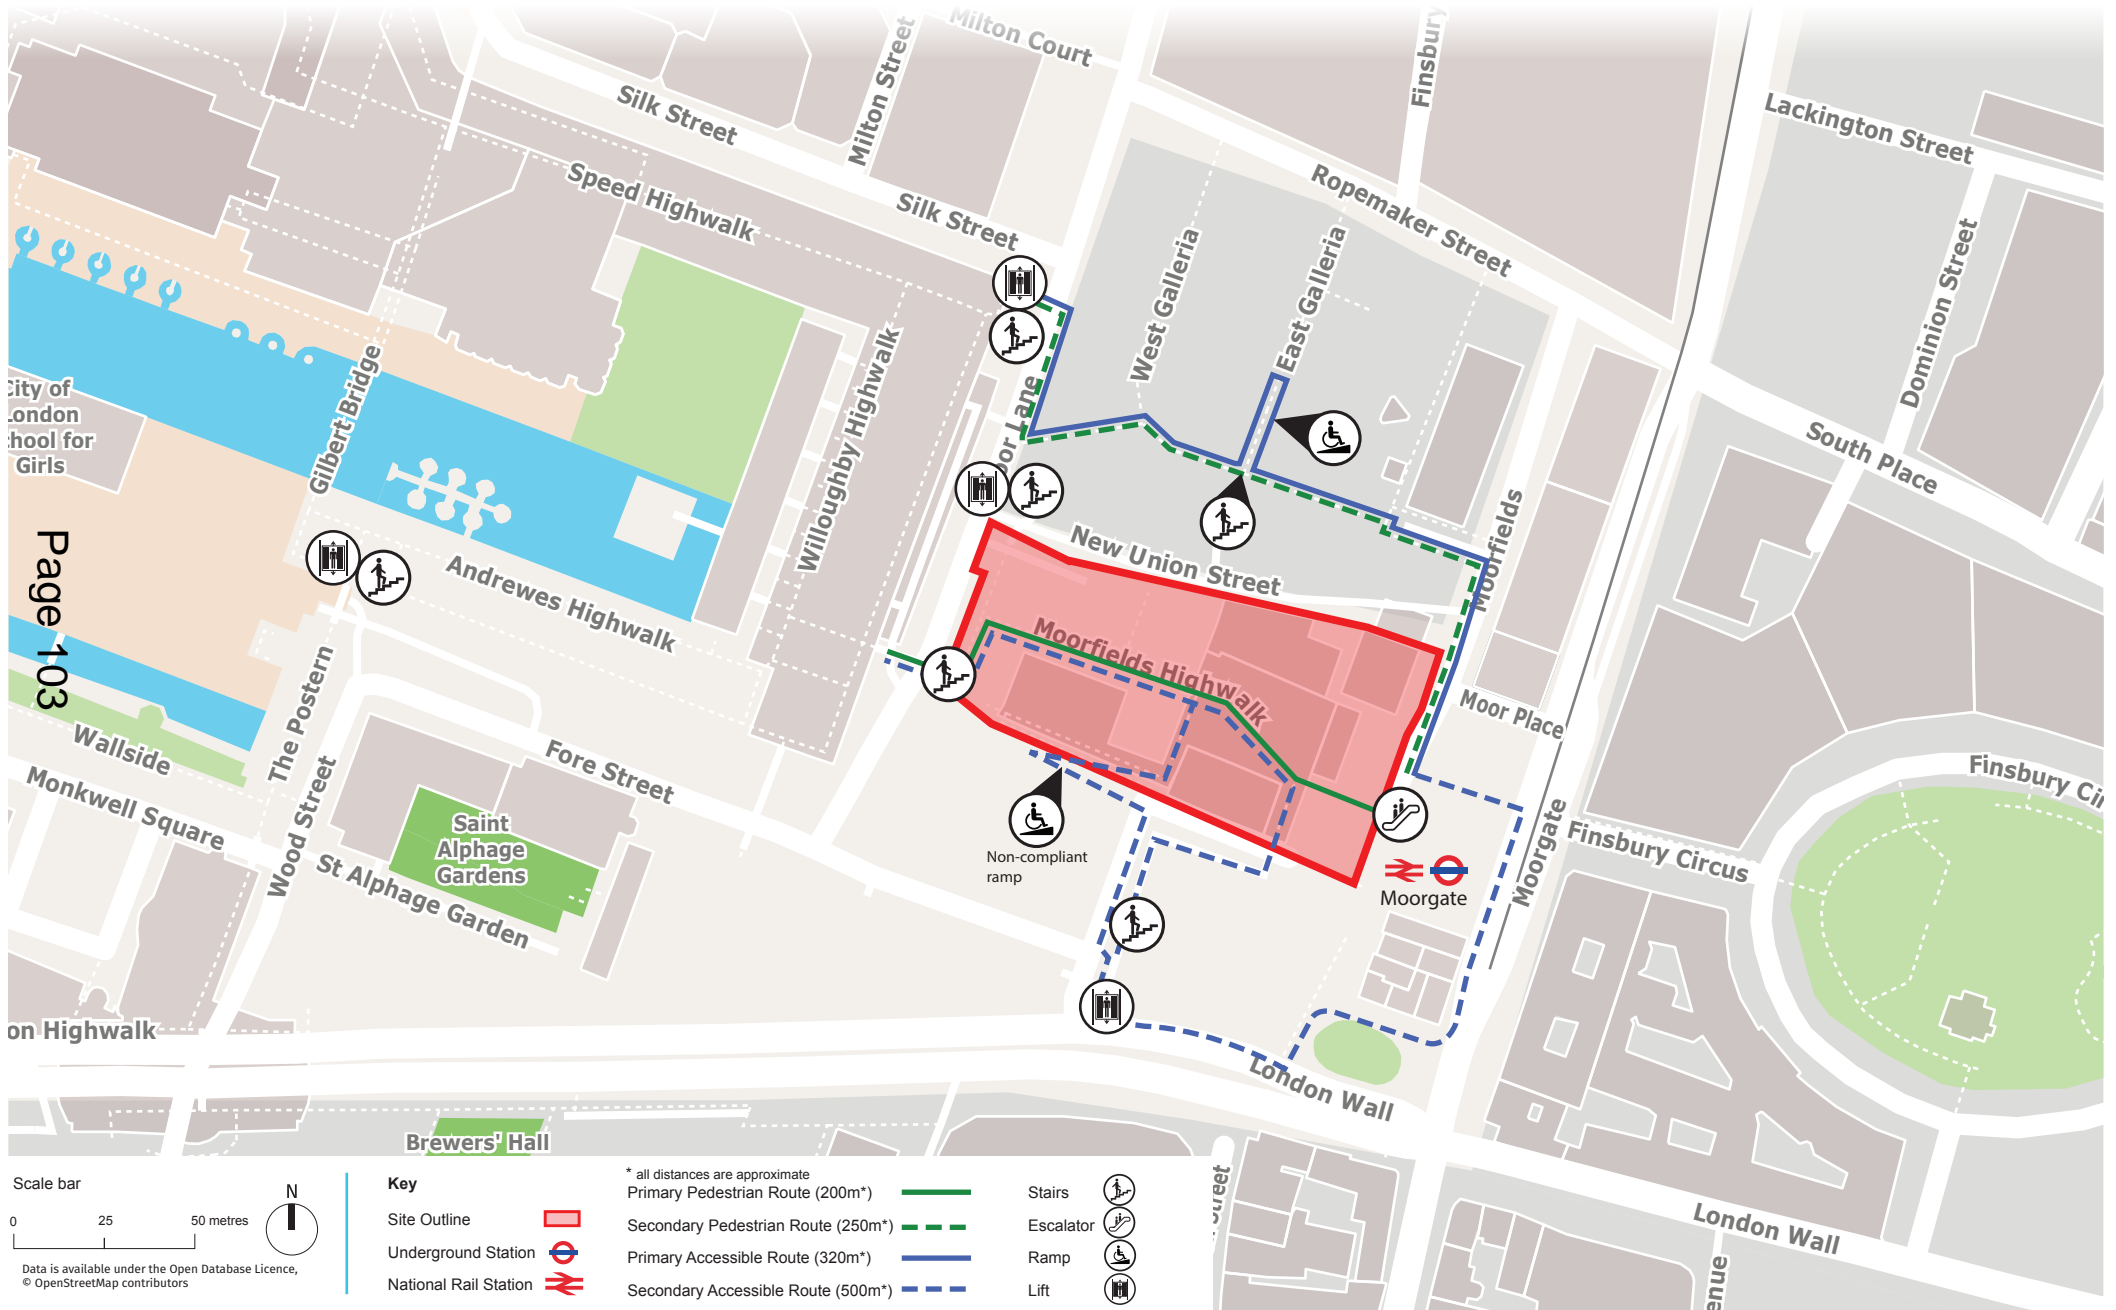 Milton Court
Finsbury
Milton Street
Silk Street
Lackington Street
Speed Highwalk
Silk Street
Ropemaker Street
West Galleria
East Galleria
Dominion Street
City of
London
School for
Girls
Gilbert Bridge
Willoughby Highwalk
oor Lane
South Place
Moorfields
Page 103
Andrewes Highwalk
New Union Street
Moorfields Highwalk
The Postern
Wallside
Monkwell Square
Wood Street
Fore Street
Moor Place
Finsbury Cir
Saint
Alphage
Gardens
St Alphage Garden
Non-compliant
ramp
Moorgate
Moorgate
Finsbury Circus
on Highwalk
London Wall
Brewers' Hall
Street
London Wall
enue
Scale bar
0 25 50 metres
N
Data is available under the Open Database Licence,
© OpenStreetMap contributors
Key
Site Outline
Underground Station
National Rail Station
* all distances are approximate
Primary Pedestrian Route (200m*)
Secondary Pedestrian Route (250m*)
Primary Accessible Route (320m*)
Secondary Accessible Route (500m*)
Stairs
Escalator
Ramp
Lift